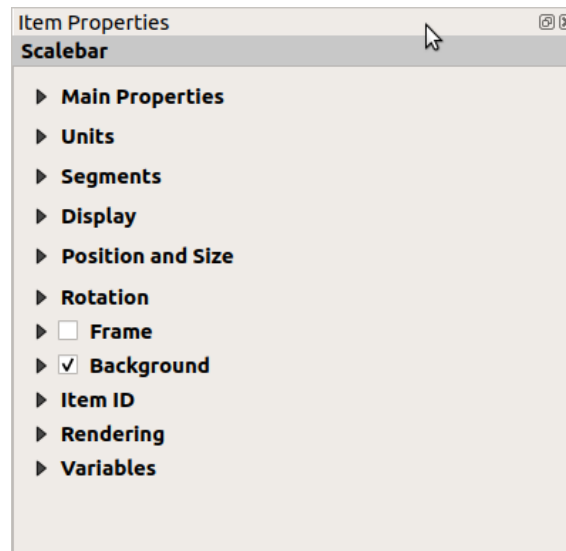 Item Properties
Scalebar
Main Properties
Units
Segments
Display
Position and Size
Rotation
Frame
Background
Item ID
Rendering
Variables